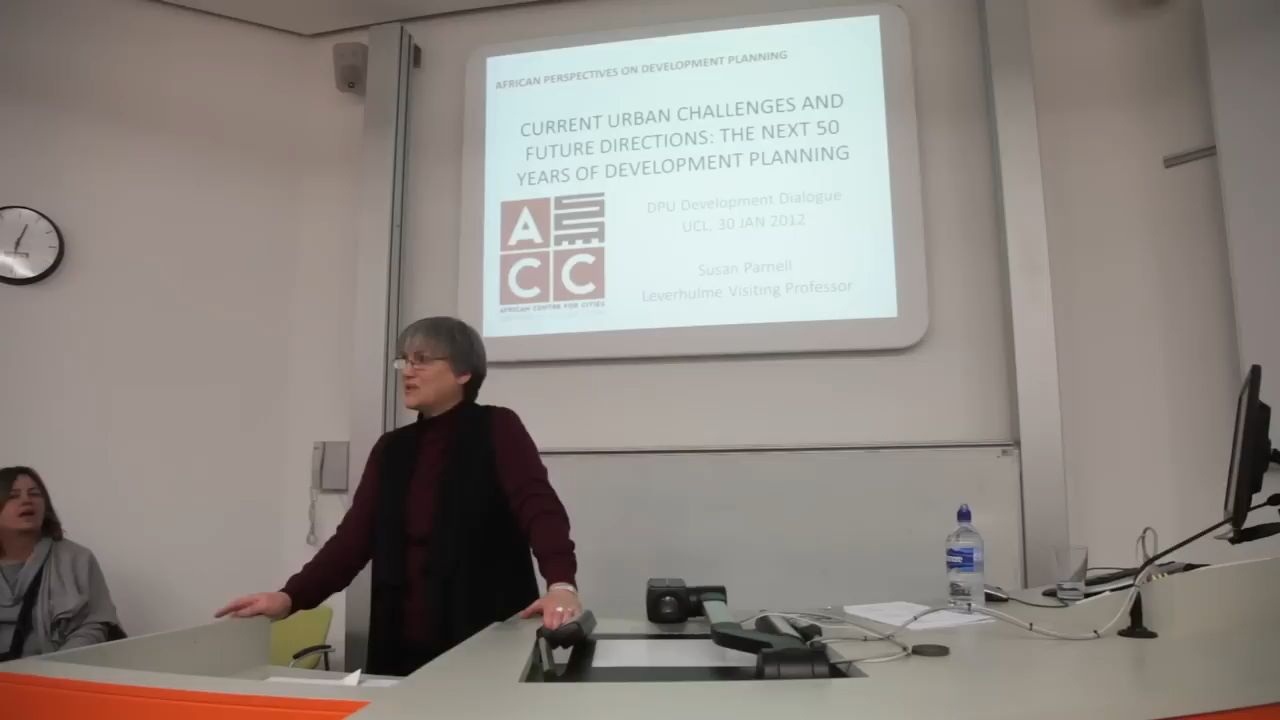 AFRICAN PERSPECTIVES ON DEVELOPMENT PLANNING
CURRENT URBAN CHALLENGES AND
FUTURE DIRECTIONS: THE NEXT 50
YEARS OF DEVELOPMENT PLANNING
DPU Development Dialogue
UCL, 30 JAN 2012
Susan Parnell
Leverhulme Visiting Professor
A
C C
AFRICAN CENTRE FOR CITIES